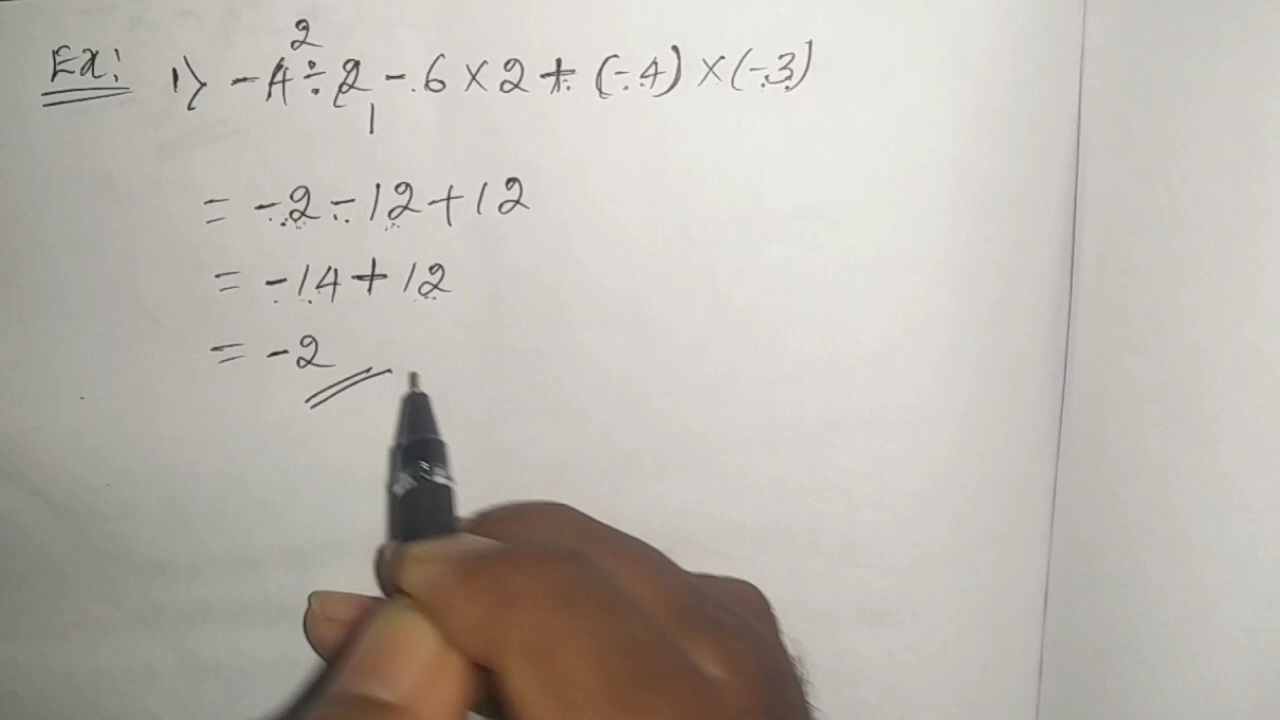 Ex: 1) -4 ÷ 2 - 6 × 2 + (-4) × (-3)
2
1
= -2 - 12 + 12
= -14 + 12
= -2